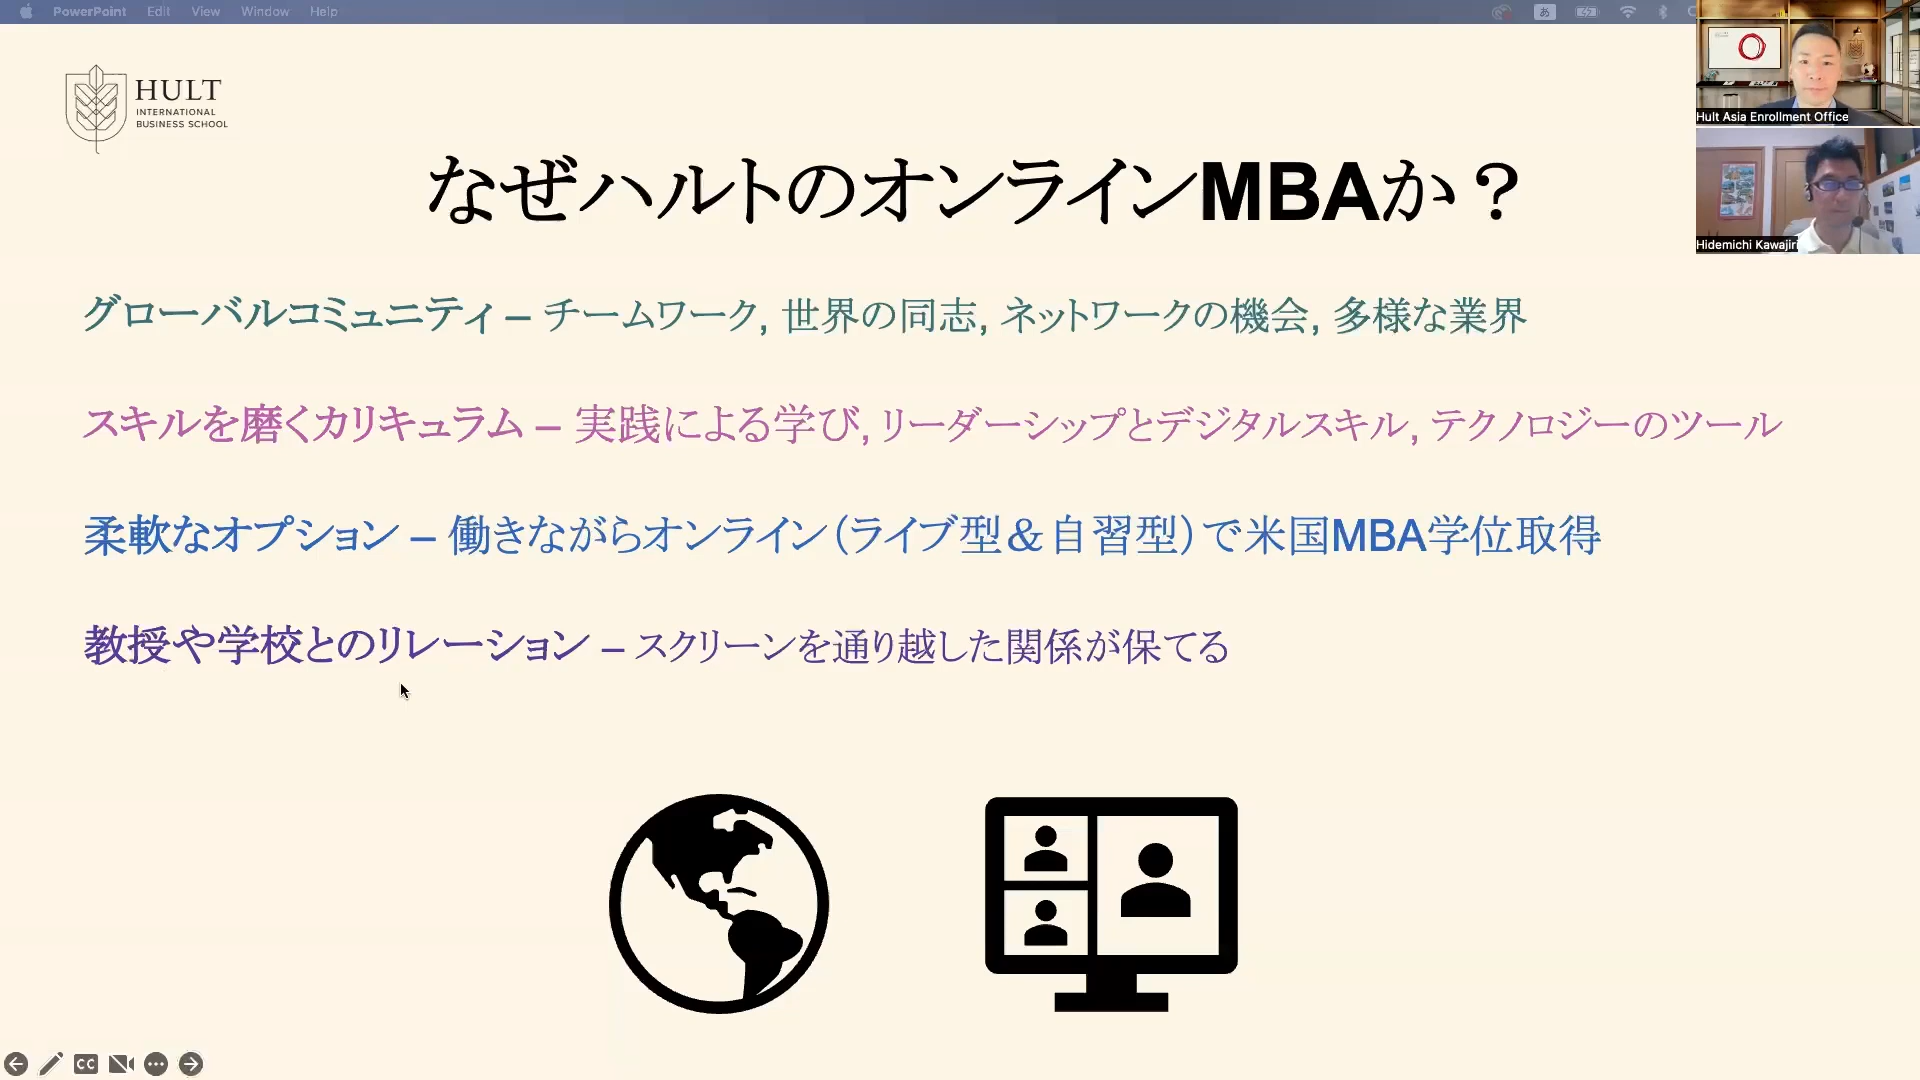 PowerPoint Edit View Window Help
あ
HULT
INTERNATIONAL
BUSINESS SCHOOL
Hult Asia Enrollment Office
Hidemichi Kawajiri
なぜハルトのオンラインMBAか？
グローバルコミュニティ – チームワーク, 世界の同志, ネットワークの機会, 多様な業界
スキルを磨くカリキュラム – 実践による学び, リーダーシップとデジタルスキル, テクノロジーのツール
柔軟なオプション – 働きながらオンライン（ライブ型＆自習型）で米国MBA学位取得
教授や学校とのリレーション – スクリーンを通り越した関係が保てる
CC